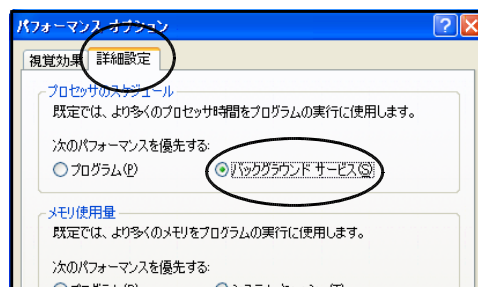 パフォーマンス オプション
視覚効果 詳細設定
プロセッサのスケジュール
既定では、より多くのプロセッサ時間をプログラムの実行に使用します。
次のパフォーマンスを優先する:
プログラム(P) バックグラウンド サービス(S)
メモリ使用量
既定では、より多くのメモリをプログラムの実行に使用します。
次のパフォーマンスを優先する: